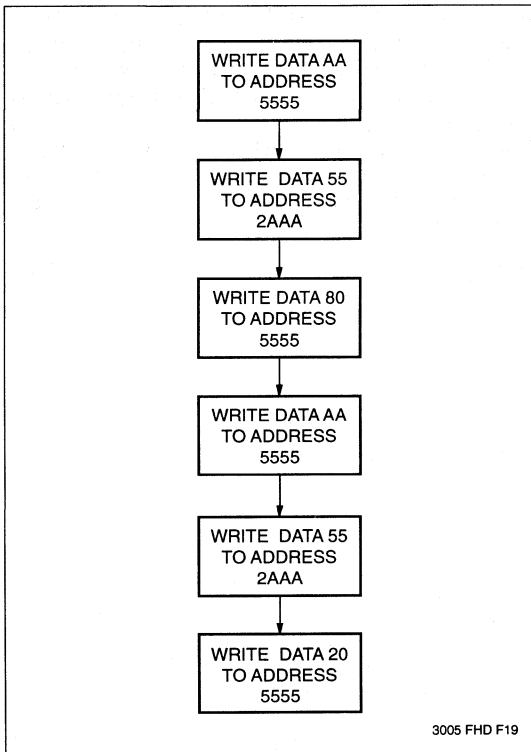 WRITE DATA AA
TO ADDRESS
5555
WRITE DATA 55
TO ADDRESS
2AAA
WRITE DATA 80
TO ADDRESS
5555
WRITE DATA AA
TO ADDRESS
5555
WRITE DATA 55
TO ADDRESS
2AAA
WRITE DATA 20
TO ADDRESS
5555
3005 FHD F19